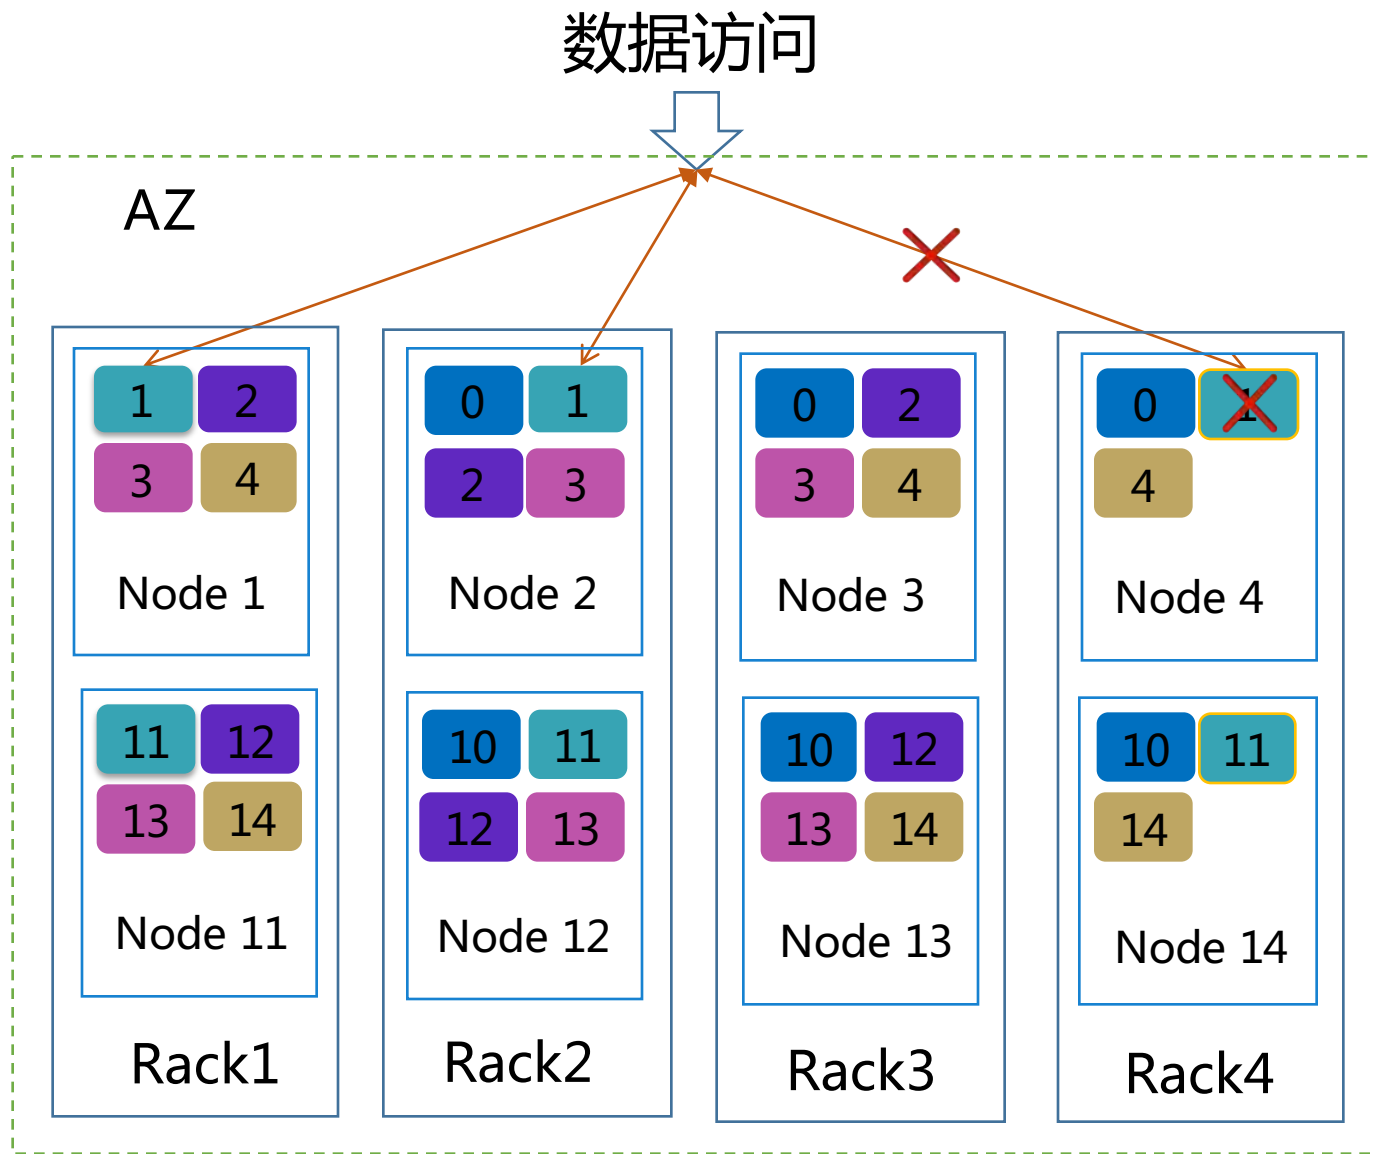 数据访问
AZ
1 2 0 1 0 2 0 1
3 4 2 3 3 4 4
Node 1 Node 2 Node 3 Node 4
11 12 10 11 10 12 10 11
13 14 12 13 13 14 14
Node 11 Node 12 Node 13 Node 14
Rack1 Rack2 Rack3 Rack4